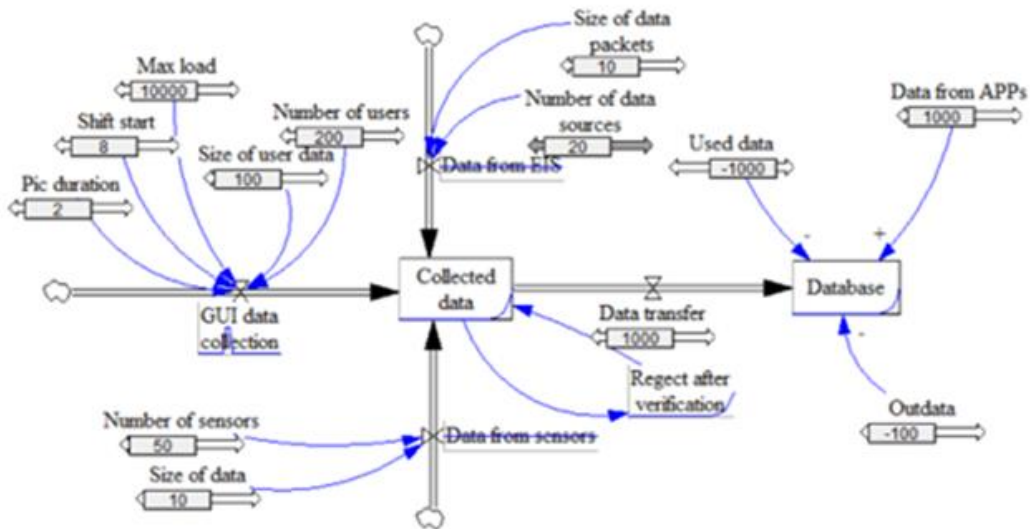 Size of data
packets
10
Max load
10000
Data from APPs
1000
Number of data
sources
20
Number of users
200
Shift start
8
Used data
-1000
Size of user data
100
Data from EIS
Pic duration
2
- +
Collected
data
Database
GUI data
collection
Data transfer
1000
-
Regect after
verification
Outdata
-100
Number of sensors
50
Data from sensors
Size of data
10